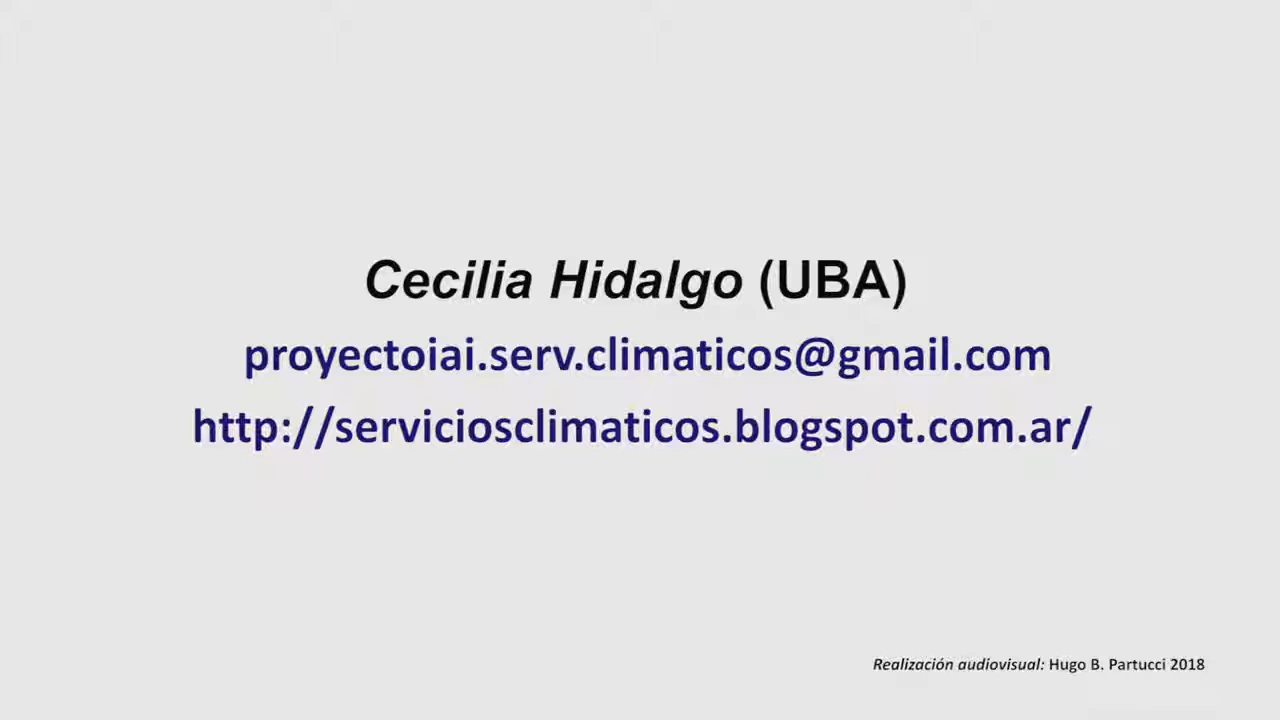 Cecilia Hidalgo (UBA)
proyectoiai.serv.climaticos@gmail.com
http://serviciosclimaticos.blogspot.com.ar/
Realización audiovisual: Hugo B. Partucci 2018